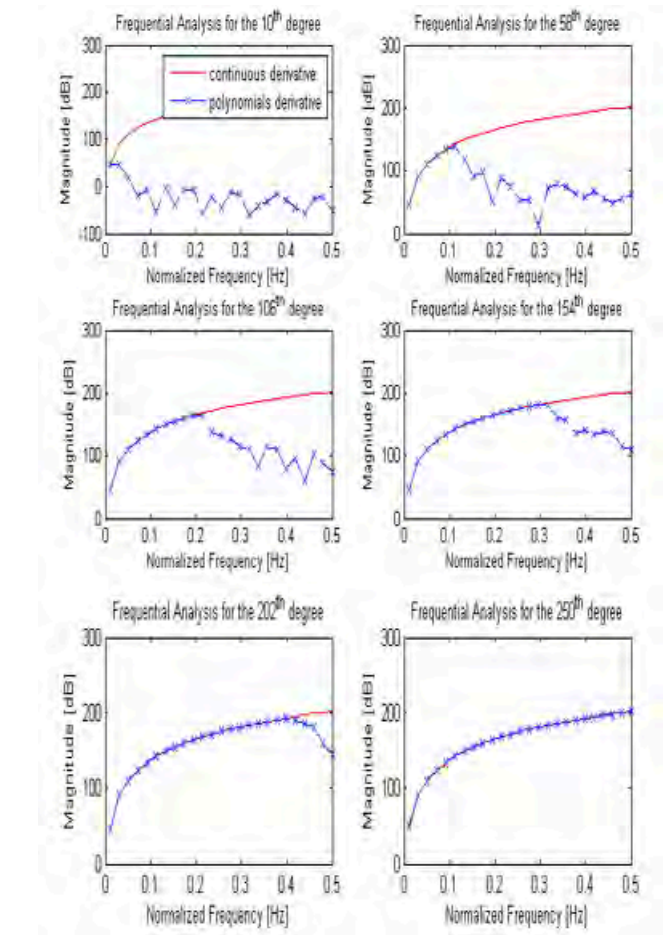 Frequential Analysis for the 10th degree
300
200
100
0
-100
0 0.1 0.2 0.3 0.4 0.5
Magnitude [dB]
Normalized Frequency [Hz]
continuous derivative
polynomials derivative
Frequential Analysis for the 58th degree
300
200
100
0
0 0.1 0.2 0.3 0.4 0.5
Magnitude [dB]
Normalized Frequency [Hz]
Frequential Analysis for the 106th degree
300
200
100
0
0 0.1 0.2 0.3 0.4 0.5
Magnitude [dB]
Normalized Frequency [Hz]
Frequential Analysis for the 154th degree
300
200
100
0
0 0.1 0.2 0.3 0.4 0.5
Magnitude [dB]
Normalized Frequency [Hz]
Frequential Analysis for the 202th degree
300
200
100
0
0 0.1 0.2 0.3 0.4 0.5
Magnitude [dB]
Normalized Frequency [Hz]
Frequential Analysis for the 250th degree
300
200
100
0
0 0.1 0.2 0.3 0.4 0.5
Magnitude [dB]
Normalized Frequency [Hz]